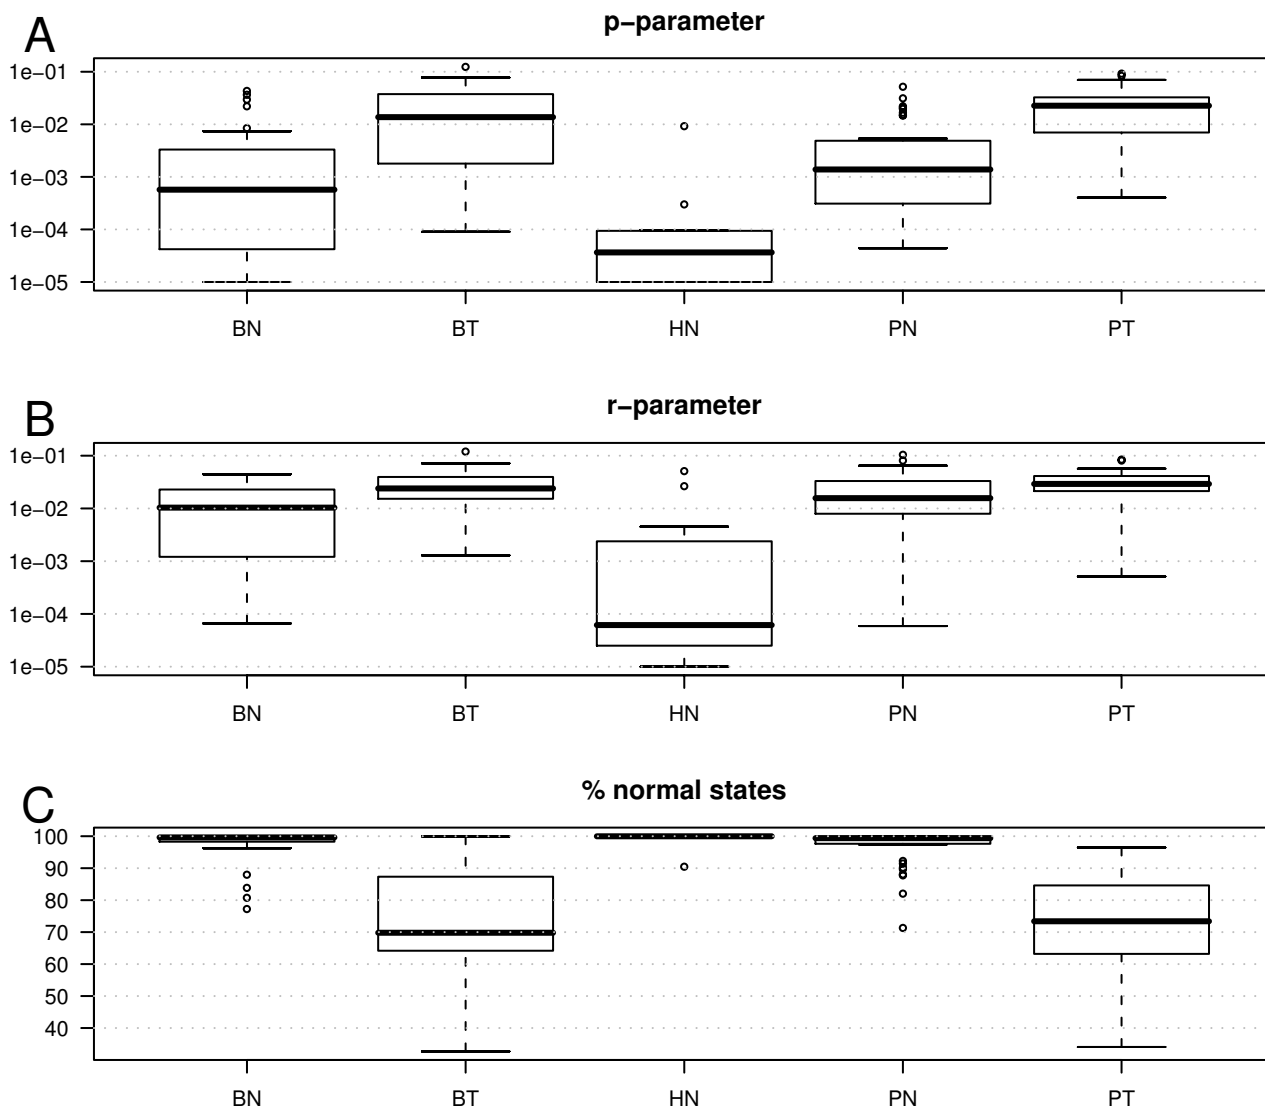 A
p−parameter
1e−01
1e−02
1e−03
1e−04
1e−05
BN BT HN PN PT
B
r−parameter
1e−01
1e−02
1e−03
1e−04
1e−05
BN BT HN PN PT
C
% normal states
100
90
80
70
60
50
40
BN BT HN PN PT